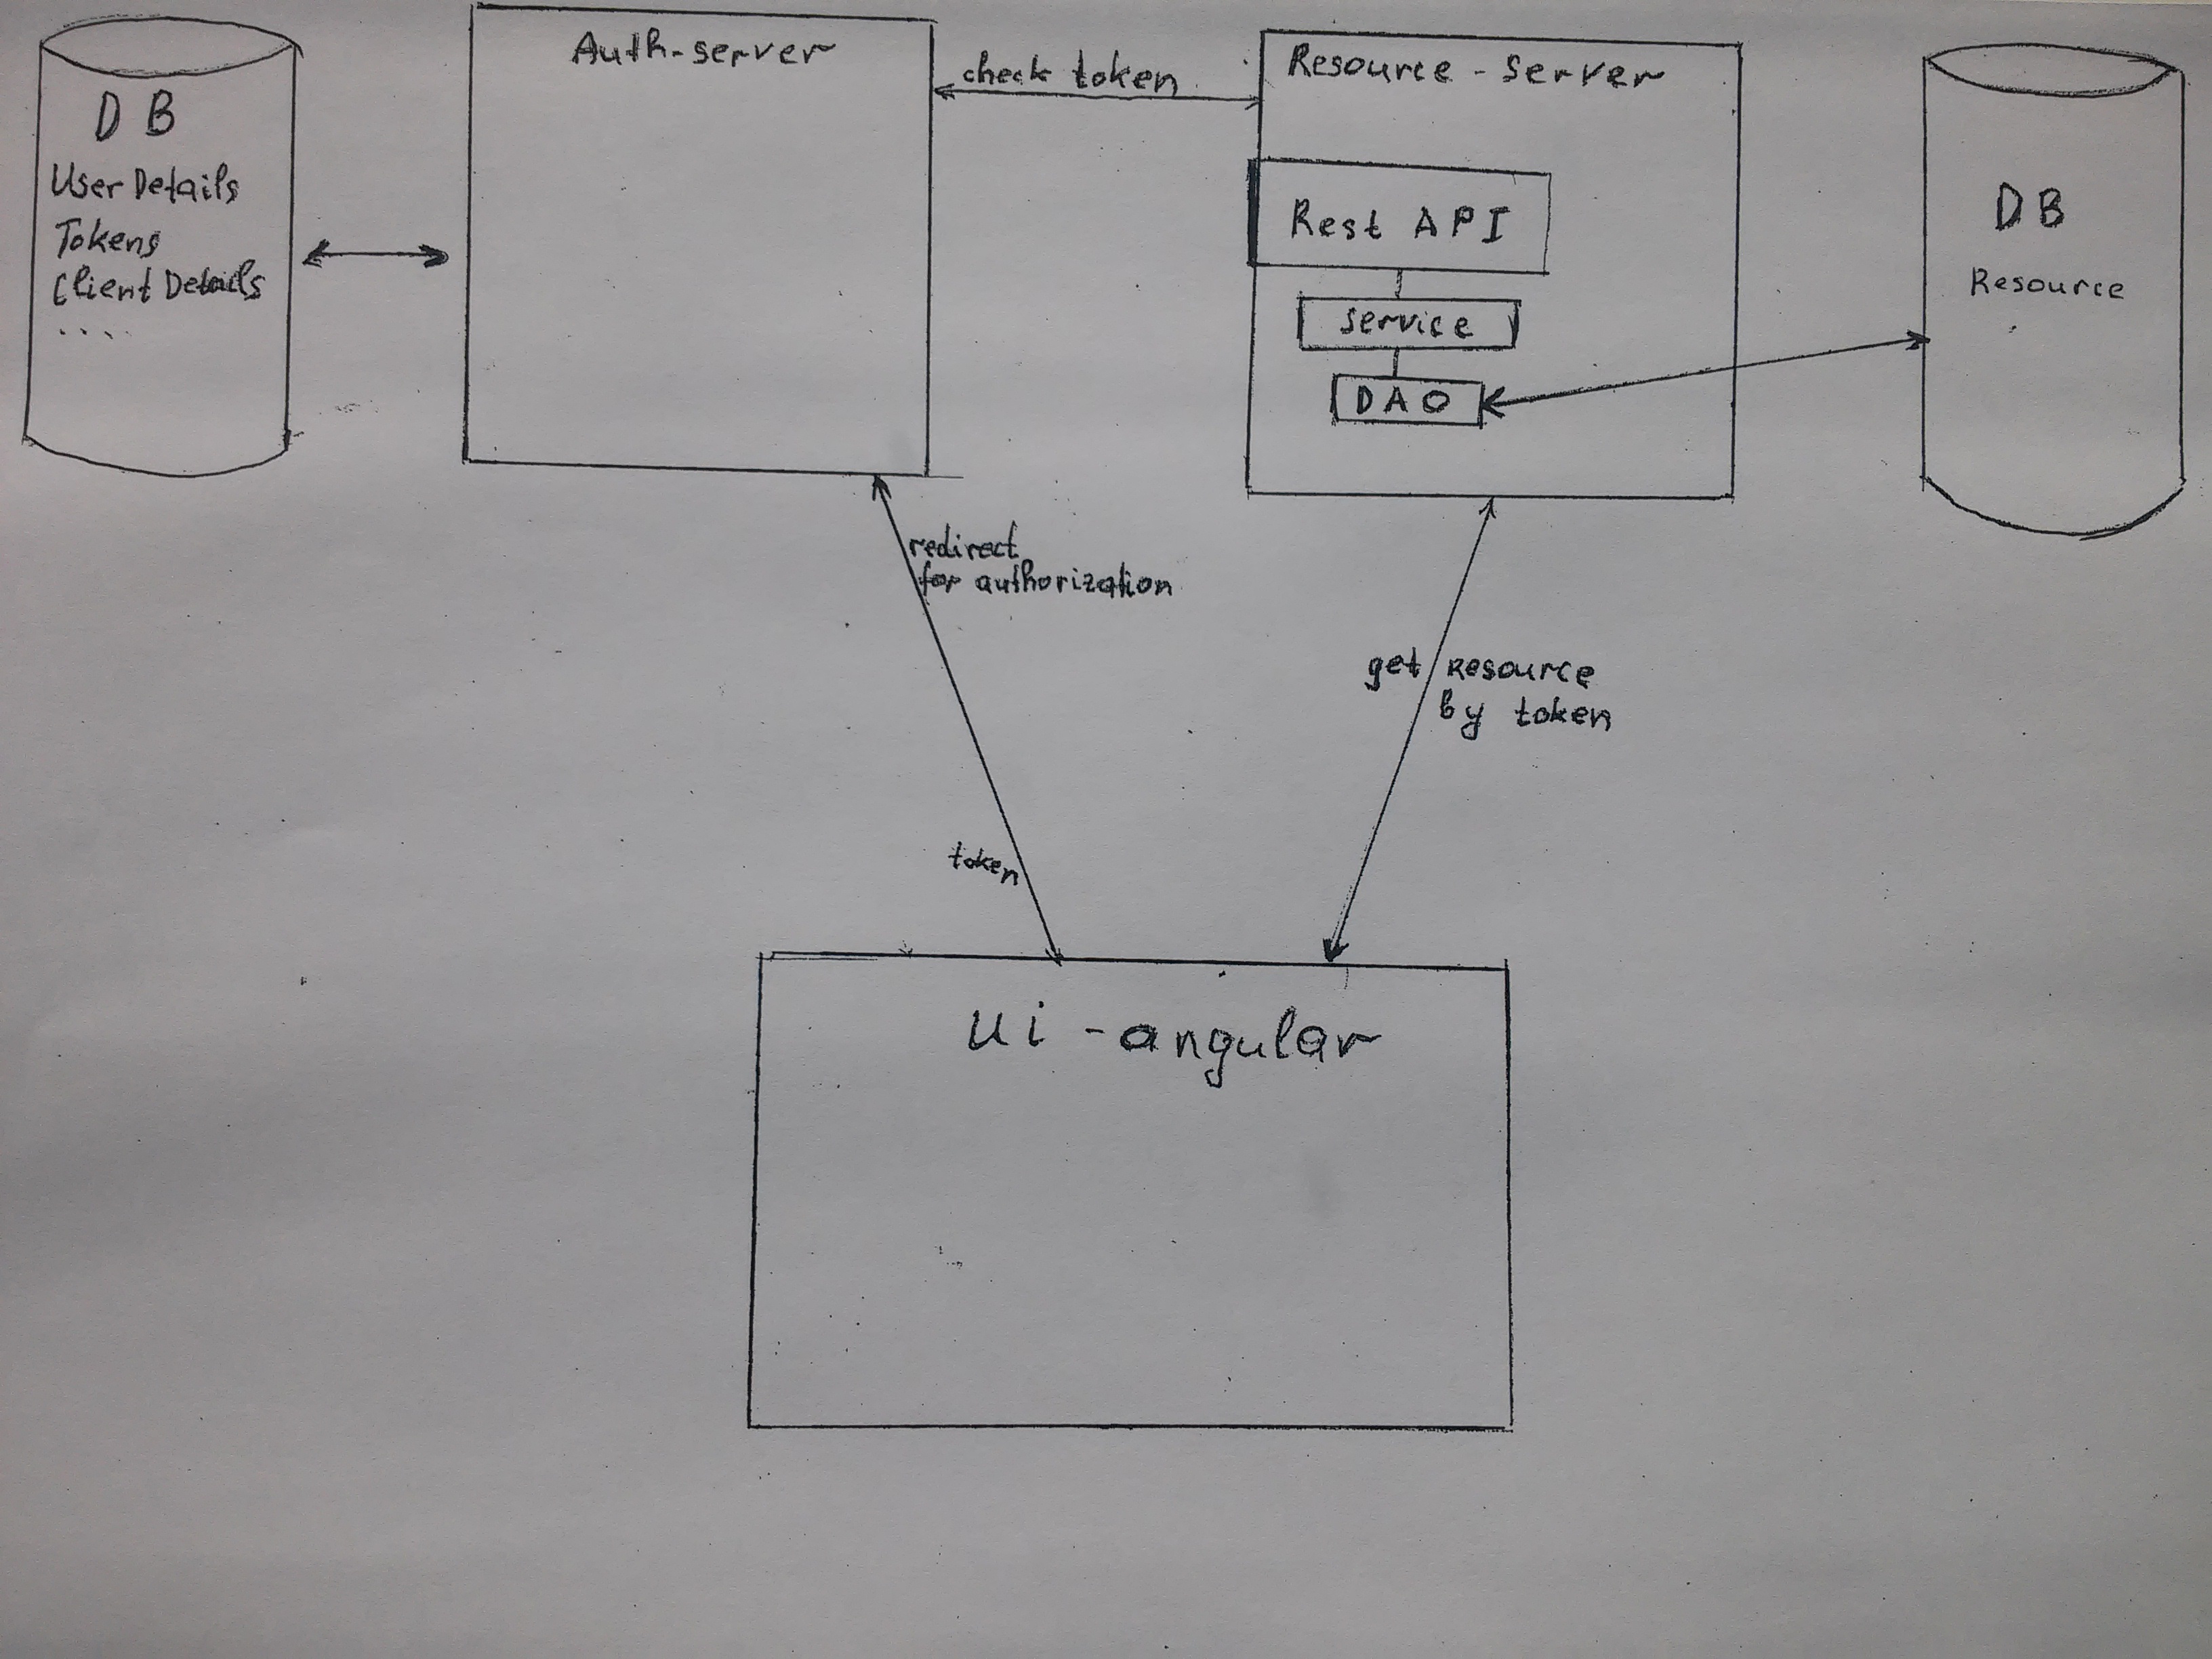 DB
User Details
Tokens
Client Details
....
Auth-server
check token
Resource-server
Rest API
service
DAO
DB
Resource
redirect
for authorization
token
get resource
by token
ui-angular